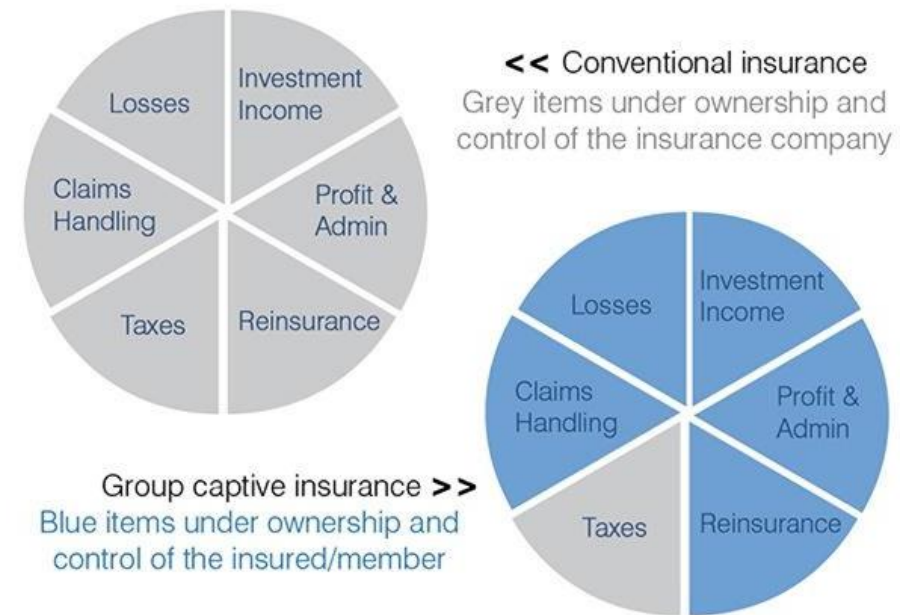 Losses
Investment
Income
Claims
Handling
Profit &
Admin
Taxes
Reinsurance
<< Conventional insurance
Grey items under ownership and
control of the insurance company
Group captive insurance >>
Blue items under ownership and
control of the insured/member
Losses
Investment
Income
Claims
Handling
Profit &
Admin
Taxes
Reinsurance